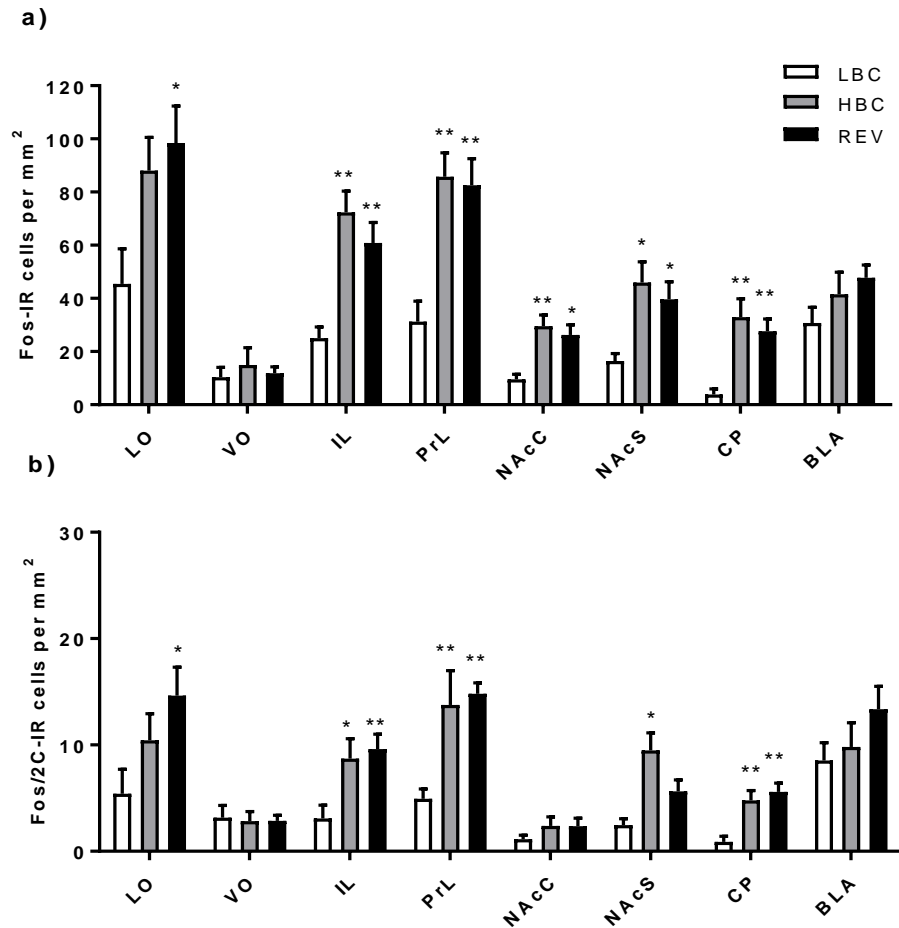 a)
LBC
HBC
REV
Fos-IR cells per mm²
120
100
80
60
40
20
0
*
** **
** **
** *
* *
** **
LO VO IL PrL NAcC NAcS CP BLA
b)
Fos/2C-IR cells per mm²
30
20
10
0
*
* **
** **
*
** **
LO VO IL PrL NAcC NAcS CP BLA